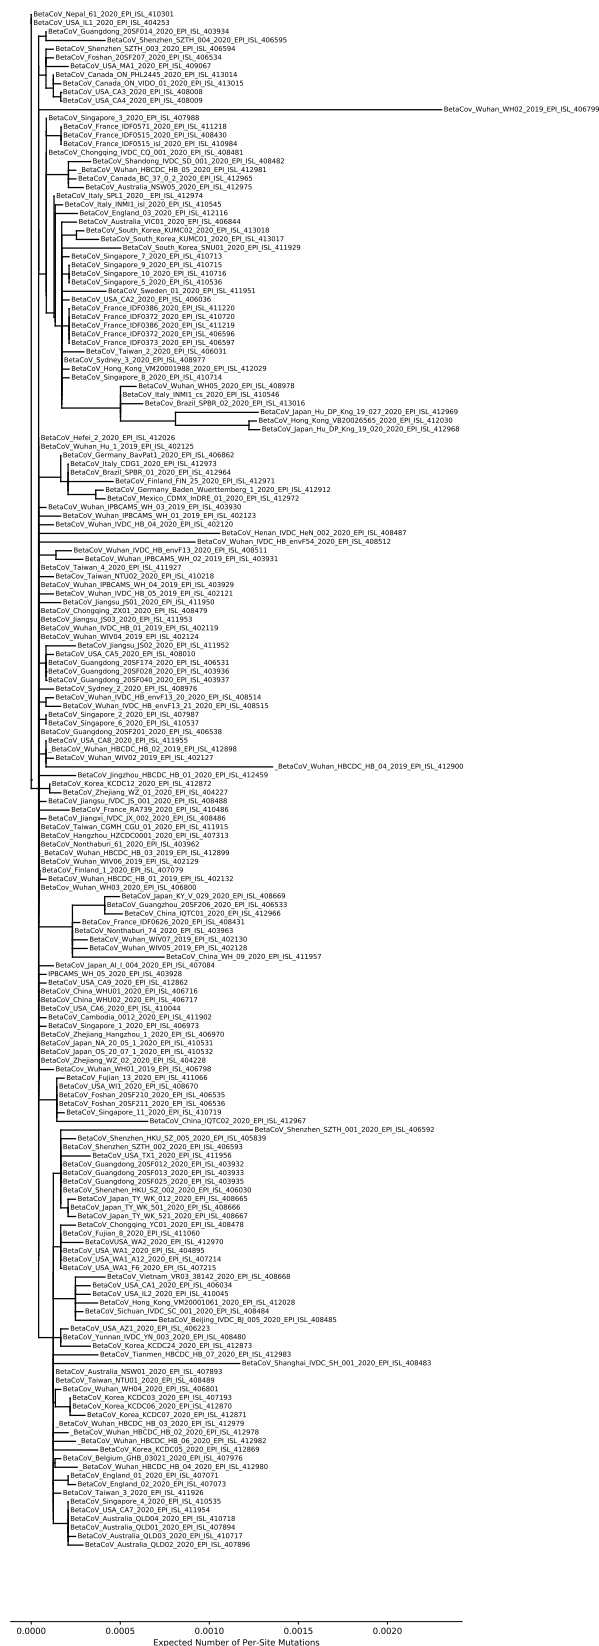 BetaCoV_Nepal_61_2020_EPI_ISL_410301
BetaCoV_USA_IL1_2020_EPI_ISL_404253
BetaCoV_Guangdong_20SF014_2020_EPI_ISL_403934
BetaCoV_Shenzhen_SZTH_004_2020_EPI_ISL_406595
BetaCoV_Shenzhen_SZTH_003_2020_EPI_ISL_406594
BetaCoV_Foshan_20SF207_2020_EPI_ISL_406534
BetaCoV_USA_MA1_2020_EPI_ISL_409067
BetaCoV_Canada_ON_PHL2445_2020_EPI_ISL_413014
BetaCoV_Canada_ON_VIDO_01_2020_EPI_ISL_413015
BetaCoV_USA_CA3_2020_EPI_ISL_408008
BetaCoV_USA_CA4_2020_EPI_ISL_408009
BetaCov_Wuhan_WH02_2019_EPI_ISL_406799
BetaCoV_Singapore_3_2020_EPI_ISL_407988
BetaCoV_France_IDF0571_2020_EPI_ISL_411218
BetaCoV_France_IDF0515_2020_EPI_ISL_408430
BetaCoV_France_IDF0515_isl_2020_EPI_ISL_410984
BetaCoV_Chongqing_IVDC_CQ_001_2020_EPI_ISL_408481
BetaCoV_Shandong_IVDC_SD_001_2020_EPI_ISL_408482
_BetaCoV_Wuhan_HBCDC_HB_05_2020_EPI_ISL_412981
BetaCoV_Canada_BC_37_0_2_2020_EPI_ISL_412965
BetaCoV_Australia_NSW05_2020_EPI_ISL_412975
BetaCoV_Italy_SPL1_2020__EPI_ISL_412974
BetaCoV_Italy_INMI1_isl_2020_EPI_ISL_410545
BetaCoV_England_03_2020_EPI_ISL_412116
BetaCoV_Australia_VIC01_2020_EPI_ISL_406844
BetaCoV_South_Korea_KUMC02_2020_EPI_ISL_413018
BetaCoV_South_Korea_KUMC01_2020_EPI_ISL_413017
BetaCoV_South_Korea_SNU01_2020_EPI_ISL_411929
BetaCoV_Singapore_7_2020_EPI_ISL_410713
BetaCoV_Singapore_9_2020_EPI_ISL_410715
BetaCoV_Singapore_10_2020_EPI_ISL_410716
BetaCoV_Singapore_5_2020_EPI_ISL_410536
BetaCoV_Sweden_01_2020_EPI_ISL_411951
BetaCoV_USA_CA2_2020_EPI_ISL_406036
BetaCoV_France_IDF0386_2020_EPI_ISL_411220
BetaCoV_France_IDF0372_2020_EPI_ISL_410720
BetaCoV_France_IDF0386_2020_EPI_ISL_411219
BetaCoV_France_IDF0372_2020_EPI_ISL_406596
BetaCoV_France_IDF0373_2020_EPI_ISL_406597
BetaCoV_Taiwan_2_2020_EPI_ISL_406031
BetaCoV_Sydney_3_2020_EPI_ISL_408977
BetaCoV_Hong_Kong_VM20001988_2020_EPI_ISL_412029
BetaCoV_Singapore_8_2020_EPI_ISL_410714
BetaCoV_Wuhan_WH05_2020_EPI_ISL_408978
BetaCoV_Italy_INMI1_cs_2020_EPI_ISL_410546
BetaCov_Brazil_SPBR_02_2020_EPI_ISL_413016
BetaCoV_Japan_Hu_DP_Kng_19_027_2020_EPI_ISL_412969
BetaCoV_Hong_Kong_VB20026565_2020_EPI_ISL_412030
BetaCoV_Japan_Hu_DP_Kng_19_020_2020_EPI_ISL_412968
BetaCoV_Hefei_2_2020_EPI_ISL_412026
BetaCoV_Wuhan_Hu_1_2019_EPI_ISL_402125
BetaCoV_Germany_BavPat1_2020_EPI_ISL_406862
BetaCoV_Italy_CDG1_2020_EPI_ISL_412973
BetaCoV_Brazil_SPBR_01_2020_EPI_ISL_412964
BetaCoV_Finland_FIN_25_2020_EPI_ISL_412971
BetaCoV_Germany_Baden_Wuerttemberg_1_2020_EPI_ISL_412912
BetaCoV_Mexico_CDMX_InDRE_01_2020_EPI_ISL_412972
BetaCoV_Wuhan_IPBCAMS_WH_03_2019_EPI_ISL_403930
BetaCoV_Wuhan_IPBCAMS_WH_01_2019_EPI_ISL_402123
BetaCoV_Wuhan_IVDC_HB_04_2020_EPI_ISL_402120
BetaCoV_Henan_IVDC_HeN_002_2020_EPI_ISL_408487
BetaCoV_Wuhan_IVDC_HB_envF54_2020_EPI_ISL_408512
BetaCoV_Wuhan_IVDC_HB_envF13_2020_EPI_ISL_408511
BetaCoV_Wuhan_IPBCAMS_WH_02_2019_EPI_ISL_403931
BetaCoV_Taiwan_4_2020_EPI_ISL_411927
BetaCov_Taiwan_NTU02_2020_EPI_ISL_410218
BetaCoV_Wuhan_IPBCAMS_WH_04_2019_EPI_ISL_403929
BetaCoV_Wuhan_IVDC_HB_05_2019_EPI_ISL_402121
BetaCoV_Jiangsu_JS01_2020_EPI_ISL_411950
BetaCoV_Chongqing_ZX01_2020_EPI_ISL_408479
BetaCoV_Jiangsu_JS03_2020_EPI_ISL_411953
BetaCoV_Wuhan_IVDC_HB_01_2019_EPI_ISL_402119
BetaCoV_Wuhan_WIV04_2019_EPI_ISL_402124
BetaCoV_Jiangsu_JS02_2020_EPI_ISL_411952
BetaCoV_USA_CA5_2020_EPI_ISL_408010
BetaCoV_Guangdong_20SF174_2020_EPI_ISL_406531
BetaCoV_Guangdong_20SF028_2020_EPI_ISL_403936
BetaCoV_Guangdong_20SF040_2020_EPI_ISL_403937
BetaCoV_Sydney_2_2020_EPI_ISL_408976
BetaCoV_Wuhan_IVDC_HB_envF13_20_2020_EPI_ISL_408514
BetaCoV_Wuhan_IVDC_HB_envF13_21_2020_EPI_ISL_408515
BetaCoV_Singapore_2_2020_EPI_ISL_407987
BetaCoV_Singapore_6_2020_EPI_ISL_410537
BetaCoV_Guangdong_20SF201_2020_EPI_ISL_406538
BetaCoV_USA_CA8_2020_EPI_ISL_411955
_BetaCoV_Wuhan_HBCDC_HB_02_2019_EPI_ISL_412898
BetaCoV_Wuhan_WIV02_2019_EPI_ISL_402127
_BetaCoV_Wuhan_HBCDC_HB_04_2019_EPI_ISL_412900
BetaCoV_Jingzhou_HBCDC_HB_01_2020_EPI_ISL_412459
BetaCoV_Korea_KCDC12_2020_EPI_ISL_412872
BetaCoV_Zhejiang_WZ_01_2020_EPI_ISL_404227
BetaCoV_Jiangsu_IVDC_JS_001_2020_EPI_ISL_408488
BetaCoV_France_RA739_2020_EPI_ISL_410486
BetaCoV_Jiangxi_IVDC_JX_002_2020_EPI_ISL_408486
BetaCoV_Taiwan_CGMH_CGU_01_2020_EPI_ISL_411915
BetaCoV_Hangzhou_HZCDC0001_2020_EPI_ISL_407313
BetaCoV_Nonthaburi_61_2020_EPI_ISL_403962
_BetaCoV_Wuhan_HBCDC_HB_03_2019_EPI_ISL_412899
BetaCoV_Wuhan_WIV06_2019_EPI_ISL_402129
BetaCoV_Finland_1_2020_EPI_ISL_407079
BetaCoV_Wuhan_HBCDC_HB_01_2019_EPI_ISL_402132
BetaCov_Wuhan_WH03_2020_EPI_ISL_406800
BetaCoV_Japan_KY_V_029_2020_EPI_ISL_408669
BetaCov_Guangzhou_20SF206_2020_EPI_ISL_406533
BetaCoV_China_IQTC01_2020_EPI_ISL_412966
BetaCov_France_IDF0626_2020_EPI_ISL_408431
BetaCoV_Nonthaburi_74_2020_EPI_ISL_403963
BetaCoV_Wuhan_WIV07_2019_EPI_ISL_402130
BetaCoV_Wuhan_WIV05_2019_EPI_ISL_402128
BetaCoV_China_WH_09_2020_EPI_ISL_411957
BetaCoV_Japan_AI_I_004_2020_EPI_ISL_407084
IPBCAMS_WH_05_2020_EPI_ISL_403928
BetaCoV_USA_CA9_2020_EPI_ISL_412862
BetaCov_China_WHU01_2020_EPI_ISL_406716
BetaCov_China_WHU02_2020_EPI_ISL_406717
BetaCoV_USA_CA6_2020_EPI_ISL_410044
BetaCoV_Cambodia_0012_2020_EPI_ISL_411902
BetaCoV_Singapore_1_2020_EPI_ISL_406973
BetaCoV_Zhejiang_Hangzhou_1_2020_EPI_ISL_406970
BetaCoV_Japan_NA_20_05_1_2020_EPI_ISL_410531
BetaCoV_Japan_OS_20_07_1_2020_EPI_ISL_410532
BetaCoV_Zhejiang_WZ_02_2020_EPI_ISL_404228
BetaCov_Wuhan_WH01_2019_EPI_ISL_406798
BetaCoV_Fujian_13_2020_EPI_ISL_411066
BetaCoV_USA_WI1_2020_EPI_ISL_408670
BetaCoV_Foshan_20SF210_2020_EPI_ISL_406535
BetaCoV_Foshan_20SF211_2020_EPI_ISL_406536
BetaCoV_Singapore_11_2020_EPI_ISL_410719
BetaCoV_China_IQTC02_2020_EPI_ISL_412967
BetaCoV_Shenzhen_SZTH_001_2020_EPI_ISL_406592
BetaCoV_Shenzhen_HKU_SZ_005_2020_EPI_ISL_405839
BetaCoV_Shenzhen_SZTH_002_2020_EPI_ISL_406593
BetaCoV_USA_TX1_2020_EPI_ISL_411956
BetaCoV_Guangdong_20SF012_2020_EPI_ISL_403932
BetaCoV_Guangdong_20SF013_2020_EPI_ISL_403933
BetaCoV_Guangdong_20SF025_2020_EPI_ISL_403935
BetaCoV_Shenzhen_HKU_SZ_002_2020_EPI_ISL_406030
BetaCoV_Japan_TY_WK_012_2020_EPI_ISL_408665
BetaCoV_Japan_TY_WK_501_2020_EPI_ISL_408666
BetaCoV_Japan_TY_WK_521_2020_EPI_ISL_408667
BetaCoV_Chongqing_YC01_2020_EPI_ISL_408478
BetaCoV_Fujian_8_2020_EPI_ISL_411060
BetaCoVUSA_WA2_2020_EPI_ISL_412970
BetaCoV_USA_WA1_2020_EPI_ISL_404895
BetaCoV_USA_WA1_A12_2020_EPI_ISL_407214
BetaCoV_USA_WA1_F6_2020_EPI_ISL_407215
BetaCoV_Vietnam_VR03_38142_2020_EPI_ISL_408668
BetaCoV_USA_CA1_2020_EPI_ISL_406034
BetaCoV_USA_IL2_2020_EPI_ISL_410045
BetaCoV_Hong_Kong_VM20001061_2020_EPI_ISL_412028
BetaCoV_Sichuan_IVDC_SC_001_2020_EPI_ISL_408484
BetaCoV_Beijing_IVDC_BJ_005_2020_EPI_ISL_408485
BetaCoV_USA_AZ1_2020_EPI_ISL_406223
BetaCoV_Yunnan_IVDC_YN_003_2020_EPI_ISL_408480
BetaCoV_Korea_KCDC24_2020_EPI_ISL_412873
BetaCoV_Tianmen_HBCDC_HB_07_2020_EPI_ISL_412983
BetaCoV_Shanghai_IVDC_SH_001_2020_EPI_ISL_408483
BetaCoV_Australia_NSW01_2020_EPI_ISL_407893
BetaCoV_Taiwan_NTU01_2020_EPI_ISL_408489
BetaCov_Wuhan_WH04_2020_EPI_ISL_406801
BetaCoV_Korea_KCDC03_2020_EPI_ISL_407193
BetaCoV_Korea_KCDC06_2020_EPI_ISL_412870
BetaCoV_Korea_KCDC07_2020_EPI_ISL_412871
_BetaCoV_Wuhan_HBCDC_HB_03_2020_EPI_ISL_412979
_BetaCoV_Wuhan_HBCDC_HB_02_2020_EPI_ISL_412978
_BetaCoV_Wuhan_HBCDC_HB_06_2020_EPI_ISL_412982
BetaCoV_Korea_KCDC05_2020_EPI_ISL_412869
BetaCoV_Belgium_GHB_03021_2020_EPI_ISL_407976
_BetaCoV_Wuhan_HBCDC_HB_04_2020_EPI_ISL_412980
BetaCoV_England_01_2020_EPI_ISL_407071
BetaCoV_England_02_2020_EPI_ISL_407073
BetaCoV_Taiwan_3_2020_EPI_ISL_411926
BetaCoV_Singapore_4_2020_EPI_ISL_410535
BetaCoV_USA_CA7_2020_EPI_ISL_411954
BetaCoV_Australia_QLD04_2020_EPI_ISL_410718
BetaCoV_Australia_QLD01_2020_EPI_ISL_407894
BetaCoV_Australia_QLD03_2020_EPI_ISL_410717
BetaCoV_Australia_QLD02_2020_EPI_ISL_407896
0.0000 0.0005 0.0010 0.0015 0.0020
Expected Number of Per-Site Mutations